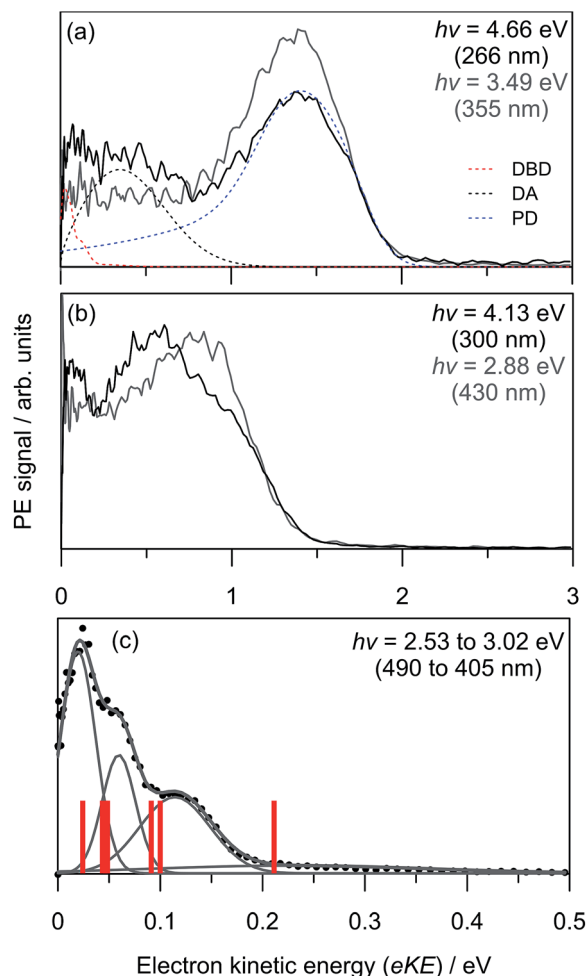 (a)
hν = 4.66 eV
(266 nm)
hν = 3.49 eV
(355 nm)
DBD
DA
PD
(b)
hν = 4.13 eV
(300 nm)
hν = 2.88 eV
(430 nm)
PE signal / arb. units
0 1 2 3
(c)
hν = 2.53 to 3.02 eV
(490 to 405 nm)
0 0.1 0.2 0.3 0.4 0.5
Electron kinetic energy (eKE) / eV